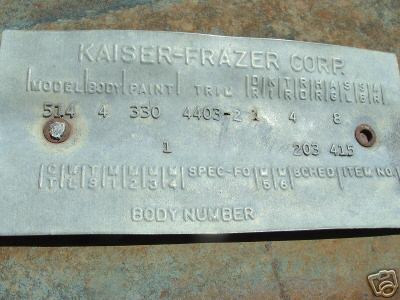 KAISER-FRAZER CORP.
MODEL BODY PAINT TRIM
514 4 330 4403-2 1 4 8
1 203 415
SPEC-FO SCHED ITEM NO.
BODY NUMBER
ebY